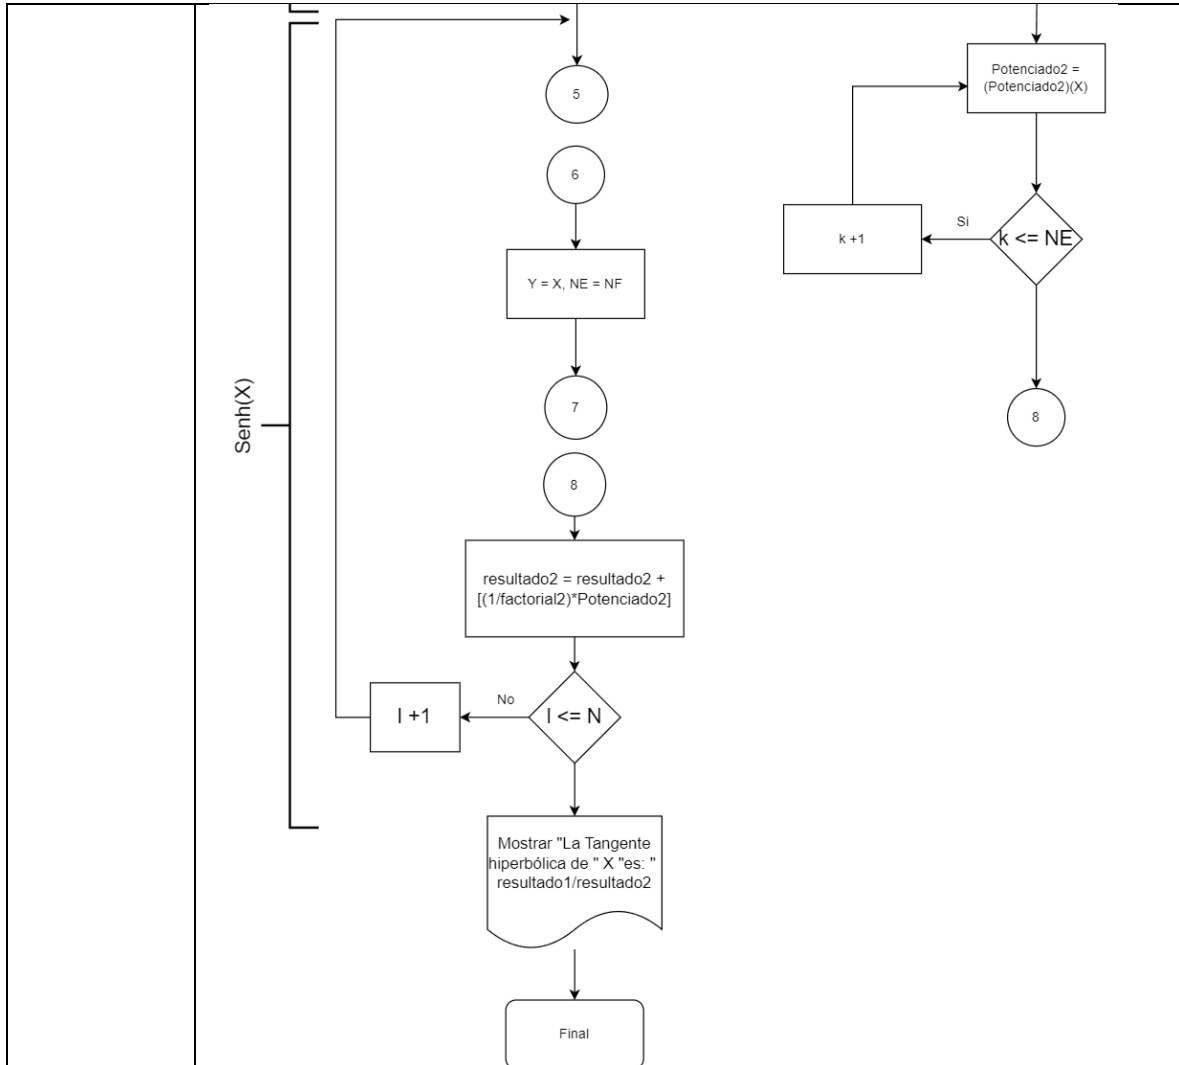 5
6
Y = X, NE = NF
7
8
Senh(X)
resultado2 = resultado2 +
[(1/factorial2)*Potenciado2]
No
I <= N
I +1
Mostrar "La Tangente
hiperbólica de " X "es: "
resultado1/resultado2
Final
Potenciado2 =
(Potenciado2)(X)
Si
k <= NE
k +1
8